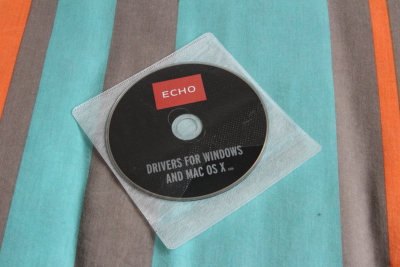 ECHO
DRIVERS FOR WINDOWS
AND MAC OS X